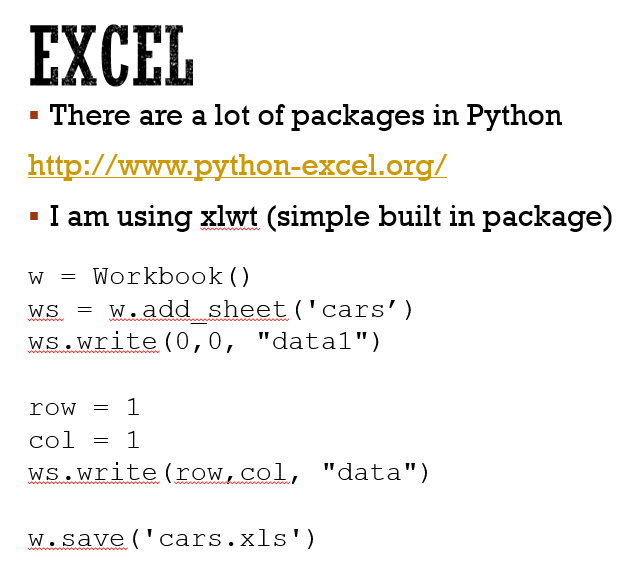 EXCEL
▪ There are a lot of packages in Python
http://www.python-excel.org/
▪ I am using xlwt (simple built in package)
w = Workbook()
ws = w.add_sheet('cars’)
ws.write(0,0, "data1")
row = 1
col = 1
ws.write(row,col, "data")
w.save('cars.xls')